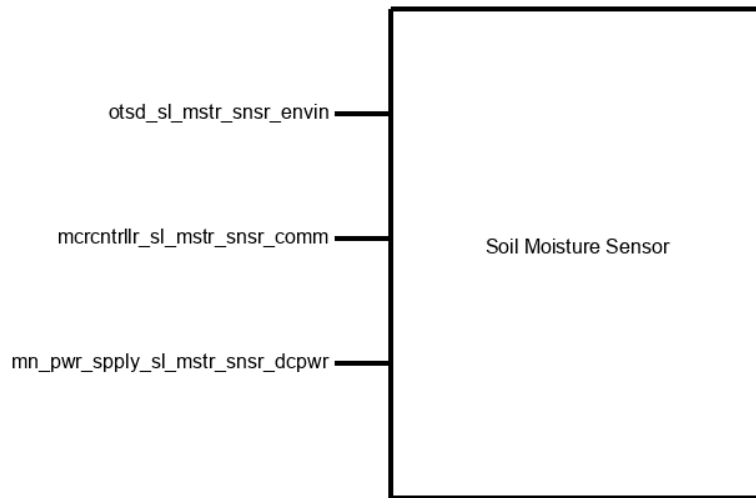 otsd_sl_mstr_snsr_envin
mcrcntrllr_sl_mstr_snsr_comm
Soil Moisture Sensor
mn_pwr_spply_sl_mstr_snsr_dcpwr